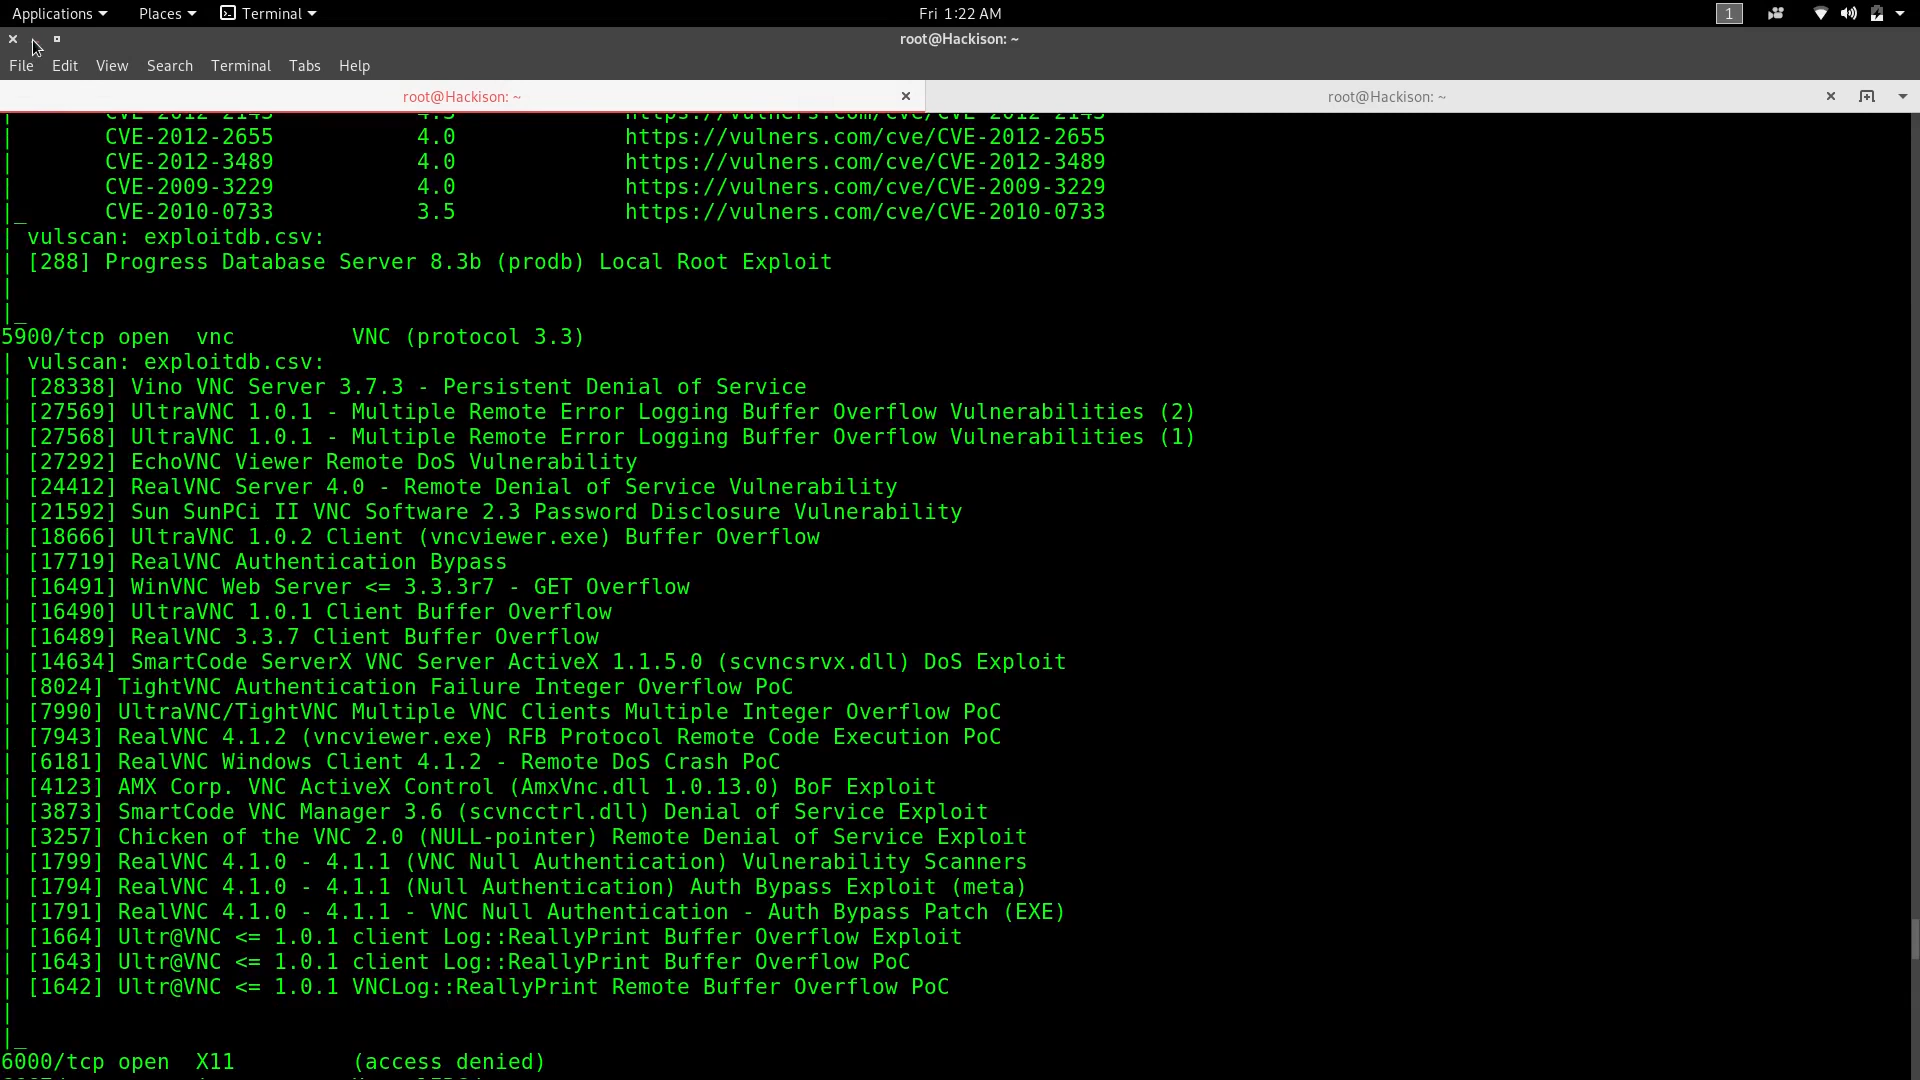 Applications Places Terminal Fri 1:22 AM 1
root@Hackison: ~
File Edit View Search Terminal Tabs Help
root@Hackison: ~ root@Hackison: ~
| CVE-2012-2143 4.3 https://vulners.com/cve/CVE-2012-2143
| CVE-2012-2655 4.0 https://vulners.com/cve/CVE-2012-2655
| CVE-2012-3489 4.0 https://vulners.com/cve/CVE-2012-3489
| CVE-2009-3229 4.0 https://vulners.com/cve/CVE-2009-3229
|_ CVE-2010-0733 3.5 https://vulners.com/cve/CVE-2010-0733
| vulscan: exploitdb.csv:
| [288] Progress Database Server 8.3b (prodb) Local Root Exploit
|
|_
5900/tcp open vnc VNC (protocol 3.3)
| vulscan: exploitdb.csv:
| [28338] Vino VNC Server 3.7.3 - Persistent Denial of Service
| [27569] UltraVNC 1.0.1 - Multiple Remote Error Logging Buffer Overflow Vulnerabilities (2)
| [27568] UltraVNC 1.0.1 - Multiple Remote Error Logging Buffer Overflow Vulnerabilities (1)
| [27292] EchoVNC Viewer Remote DoS Vulnerability
| [24412] RealVNC Server 4.0 - Remote Denial of Service Vulnerability
| [21592] Sun SunPCi II VNC Software 2.3 Password Disclosure Vulnerability
| [18666] UltraVNC 1.0.2 Client (vncviewer.exe) Buffer Overflow
| [17719] RealVNC Authentication Bypass
| [16491] WinVNC Web Server <= 3.3.3r7 - GET Overflow
| [16490] UltraVNC 1.0.1 Client Buffer Overflow
| [16489] RealVNC 3.3.7 Client Buffer Overflow
| [14634] SmartCode ServerX VNC Server ActiveX 1.1.5.0 (scvncsrvx.dll) DoS Exploit
| [8024] TightVNC Authentication Failure Integer Overflow PoC
| [7990] UltraVNC/TightVNC Multiple VNC Clients Multiple Integer Overflow PoC
| [7943] RealVNC 4.1.2 (vncviewer.exe) RFB Protocol Remote Code Execution PoC
| [6181] RealVNC Windows Client 4.1.2 - Remote DoS Crash PoC
| [4123] AMX Corp. VNC ActiveX Control (AmxVnc.dll 1.0.13.0) BoF Exploit
| [3873] SmartCode VNC Manager 3.6 (scvncctrl.dll) Denial of Service Exploit
| [3257] Chicken of the VNC 2.0 (NULL-pointer) Remote Denial of Service Exploit
| [1799] RealVNC 4.1.0 - 4.1.1 (VNC Null Authentication) Vulnerability Scanners
| [1794] RealVNC 4.1.0 - 4.1.1 (Null Authentication) Auth Bypass Exploit (meta)
| [1791] RealVNC 4.1.0 - 4.1.1 - VNC Null Authentication - Auth Bypass Patch (EXE)
| [1664] Ultr@VNC <= 1.0.1 client Log::ReallyPrint Buffer Overflow Exploit
| [1643] Ultr@VNC <= 1.0.1 client Log::ReallyPrint Buffer Overflow PoC
| [1642] Ultr@VNC <= 1.0.1 VNCLog::ReallyPrint Remote Buffer Overflow PoC
|
|_
6000/tcp open X11 (access denied)